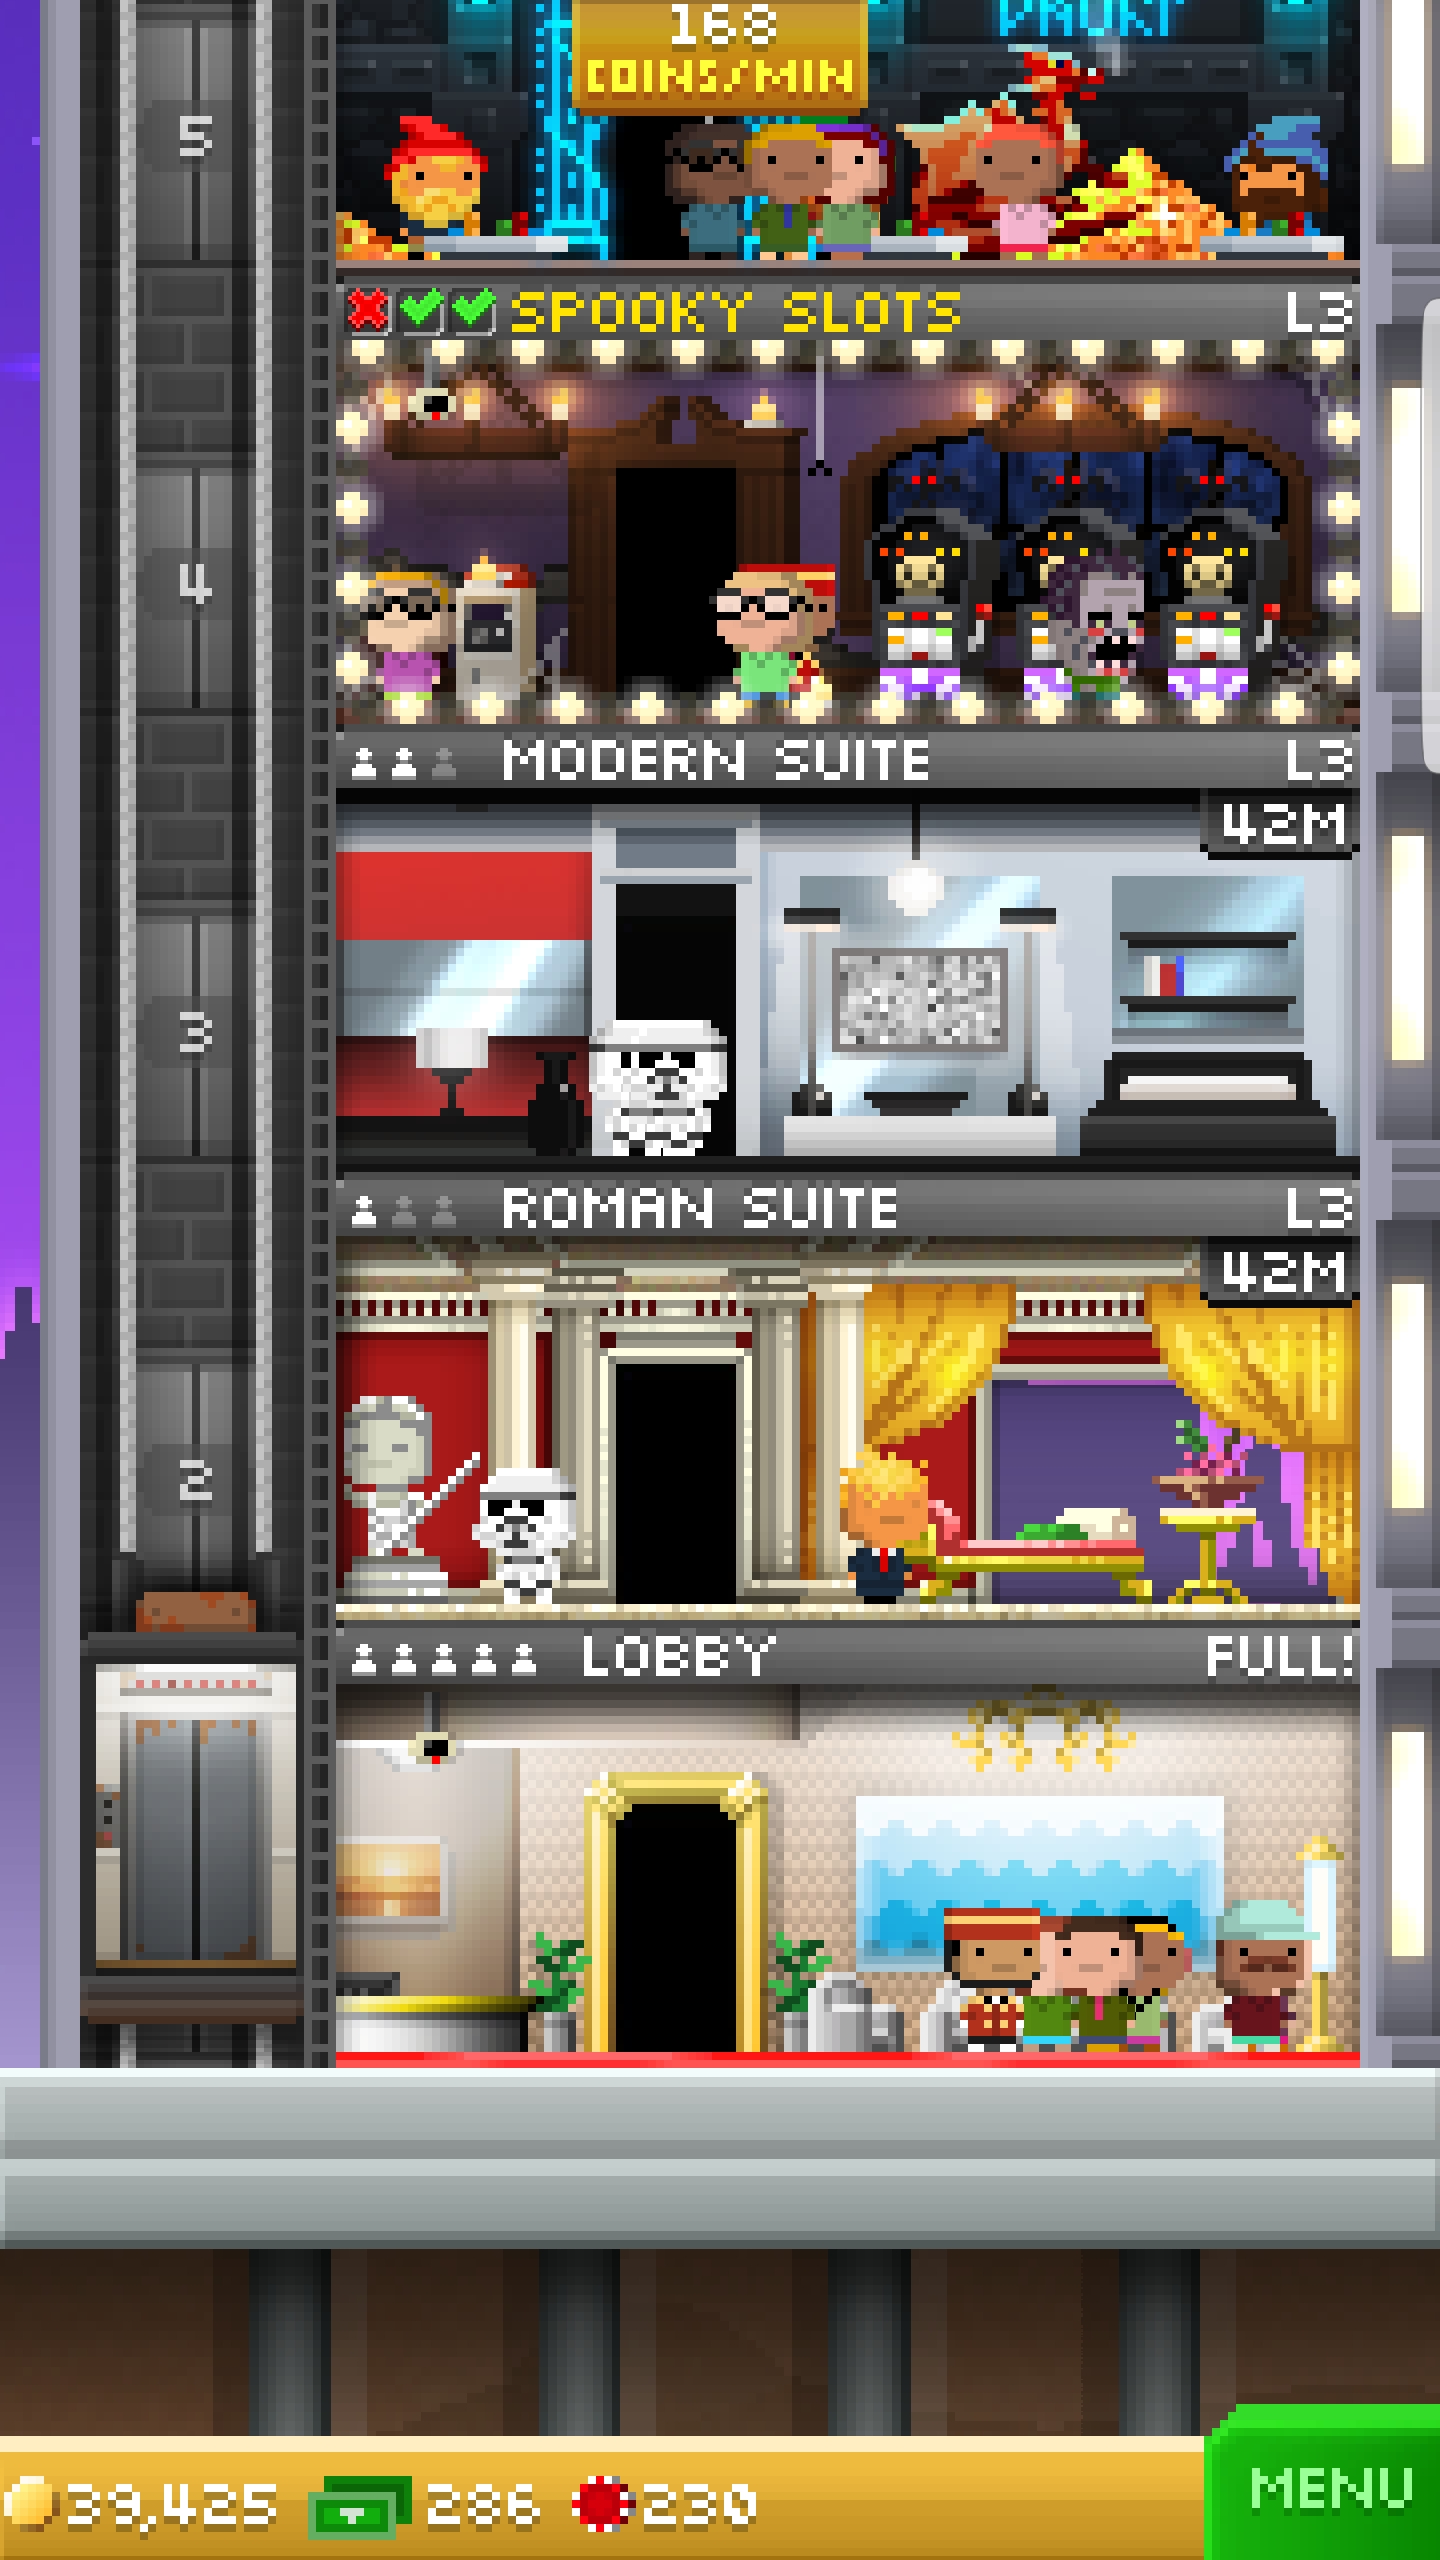 168
COINS/MIN
5
SPOOKY SLOTS L3
4
MODERN SUITE L3
42M
3
ROMAN SUITE L3
42M
2
LOBBY FULL!
39,425 286 230
MENU